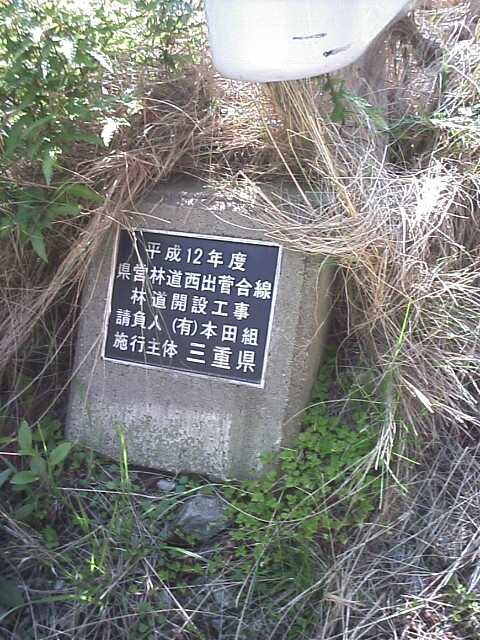 平成12年度
県営林道西出菅合線
林道開設工事
請負人 (有)本田組
施行主体 三重県